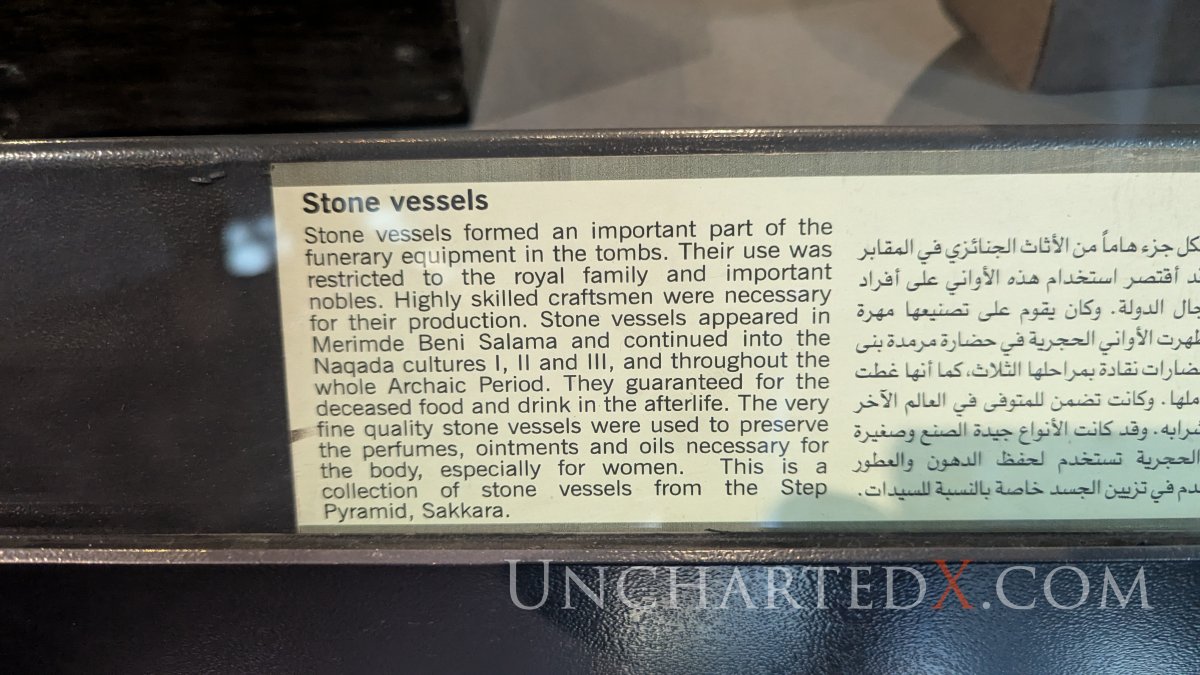 Stone vessels
Stone vessels formed an important part of the
funerary equipment in the tombs. Their use was
restricted to the royal family and important
nobles. Highly skilled craftsmen were necessary
for their production. Stone vessels appeared in
Merimde Beni Salama and continued into the
Naqada cultures I, II and III, and throughout the
whole Archaic Period. They guaranteed for the
deceased food and drink in the afterlife. The very
fine quality stone vessels were used to preserve
the perfumes, ointments and oils necessary for
the body, especially for women. This is a
collection of stone vessels from the Step
Pyramid, Sakkara.
جزء هاماً من الأثاث الجنائزي في المقابر
أقتصر استخدام هذه الأواني على أفراد
الدولة. وكان يقوم على تصنيعها مهرة
الأواني الحجرية في حضارة مرمدة بنى
نقادة بمراحلها الثلاث، كما أنها غطت
وكانت تضمن للمتوفى في العالم الآخر
وقد كانت الأنواع جيدة الصنع وصغيرة
الحجرية تستخدم لحفظ الدهون والعطور
في تزيين الجسد خاصة بالنسبة للسيدات.
UNCHARTEDX.COM